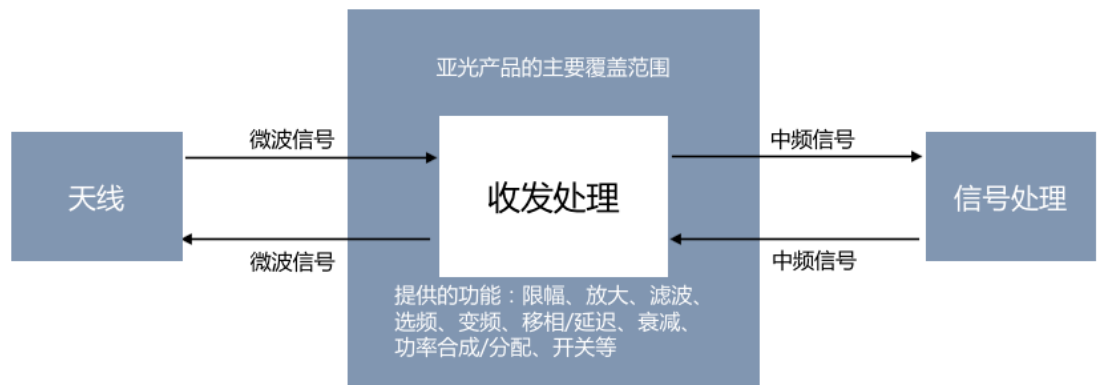 亚光产品的主要覆盖范围
微波信号
中频信号
天线
收发处理
信号处理
微波信号
中频信号
提供的功能：限幅、放大、滤波、
选频、变频、移相/延迟、衰减、
功率合成/分配、开关等